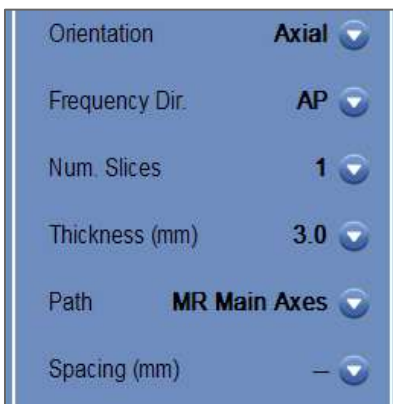 Orientation Axial
Frequency Dir. AP
Num. Slices 1
Thickness (mm) 3.0
Path MR Main Axes
Spacing (mm) –